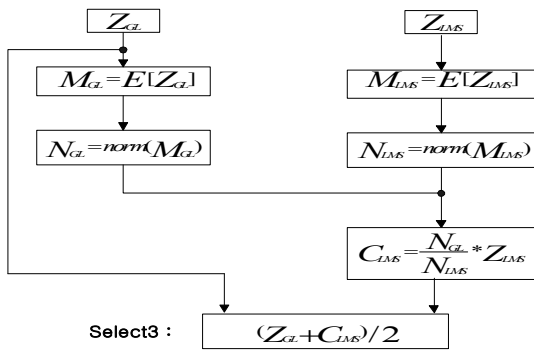 Z_GL
Z_LMS
M_GL=E[Z_GL]
M_LMS=E[Z_LMS]
N_GL=norm(M_GL)
N_LMS=norm(M_LMS)
C_LMS=N_GL/N_LMS*Z_LMS
Select3 : (Z_GL+C_LMS)/2